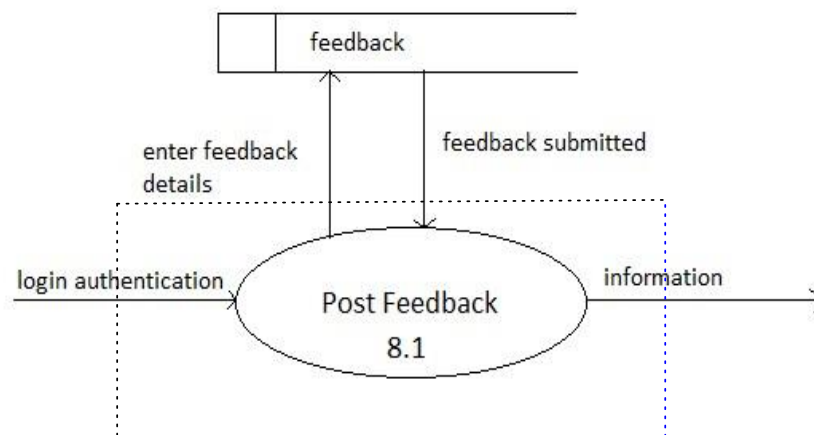 feedback
enter feedback
details
feedback submitted
login authentication
information
Post Feedback
8.1